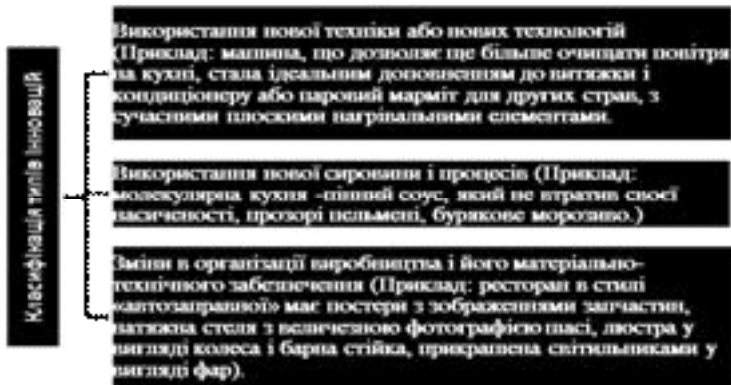 Класифікація типів інновацій
Використання нової техніки або нових технологій
(Приклад: машина, що дозволяє ще більше очищати повітря
на кухні, стала ідеальним доповненням до витяжки і
кондиціонеру або паровий марміт для других страв, з
сучасними плоскими нагрівальними елементами.
Використання нової сировини і процесів (Приклад:
молекулярна кухня -пінний соус, який не втратив своєї
насиченості, прозорі пельмені, бурякове морозиво.)
Зміни в організації виробництва і його матеріально-
технічного забезпечення (Приклад: ресторан в стилі
«автозаправної» має постери з зображеннями запчастин,
натяжна стеля з величезною фотографією шасі, люстра у
вигляді колеса і барна стійка, прикрашена світильниками у
вигляді фар).